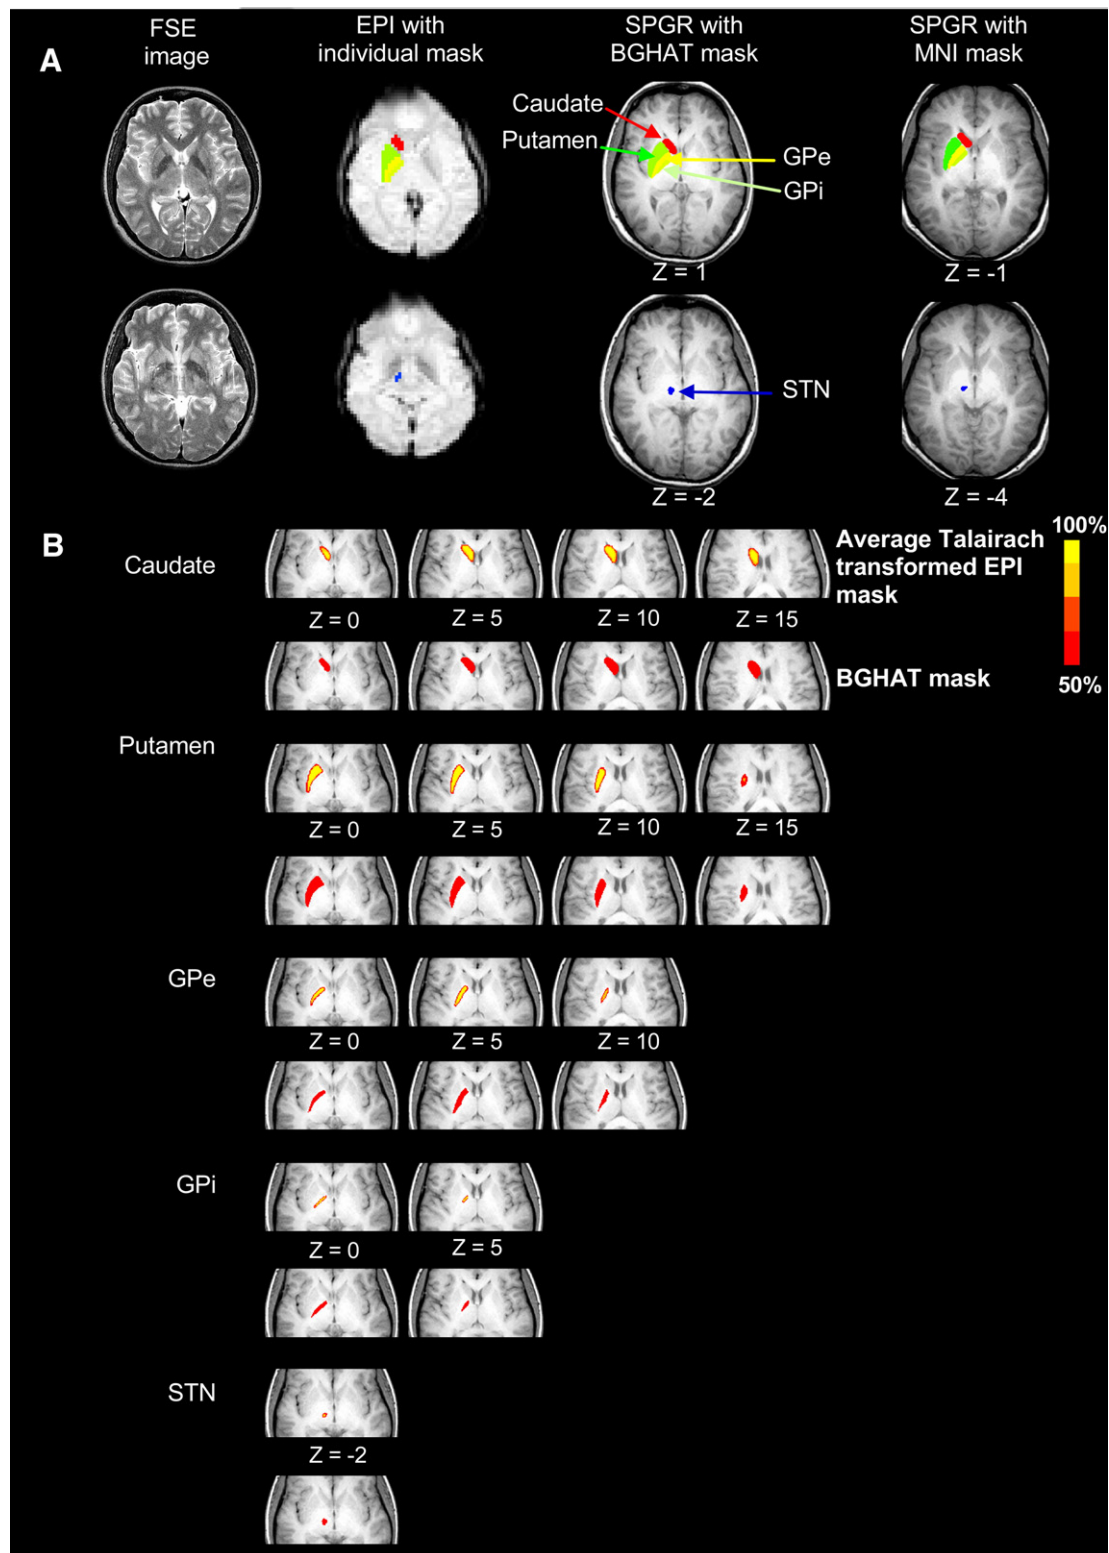 A
FSE
image
EPI with
individual mask
SPGR with
BGHAT mask
SPGR with
MNI mask
Caudate
Putamen
GPe
GPi
Z = 1
Z = -1
STN
Z = -2
Z = -4
B
Caudate
Average Talairach
transformed EPI
mask
100%
50%
Z = 0
Z = 5
Z = 10
Z = 15
BGHAT mask
Putamen
Z = 0
Z = 5
Z = 10
Z = 15
GPe
Z = 0
Z = 5
Z = 10
GPi
Z = 0
Z = 5
STN
Z = -2